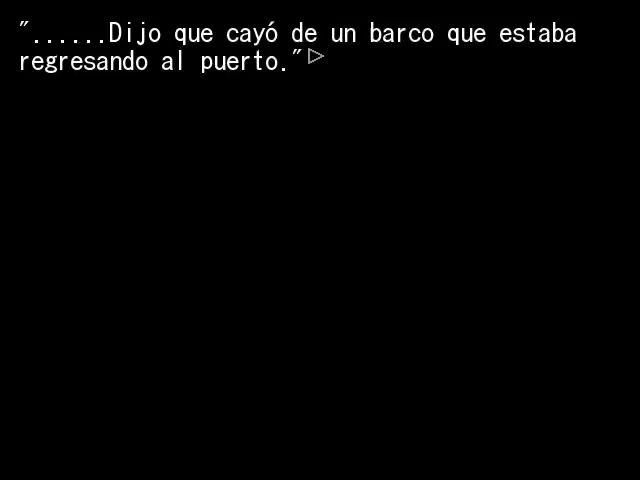 "......Dijo que cayó de un barco que estaba
regresando al puerto."▷